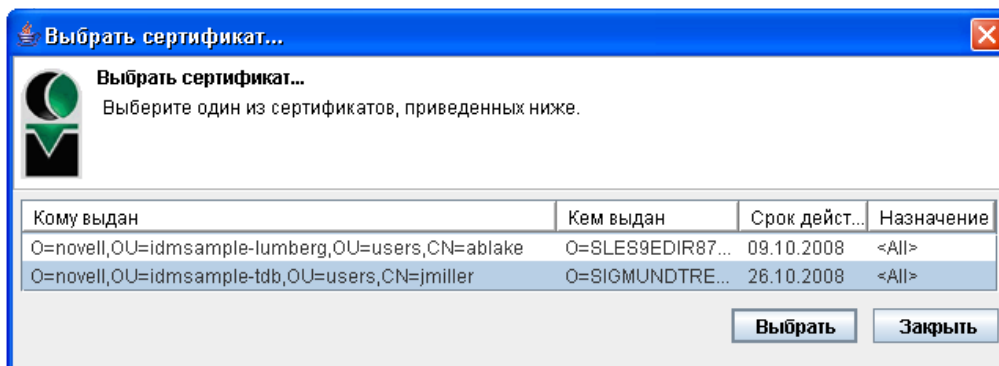 Выбрать сертификат...
Выбрать сертификат...
Выберите один из сертификатов, приведенных ниже.
Кому выдан Кем выдан Срок дейст... Назначение
O=novell,OU=idmsample-lumberg,OU=users,CN=ablake O=SLES9EDIR87... 09.10.2008 <All>
O=novell,OU=idmsample-tdb,OU=users,CN=jmiller O=SIGMUNDTRE... 26.10.2008 <All>
Выбрать Закрыть